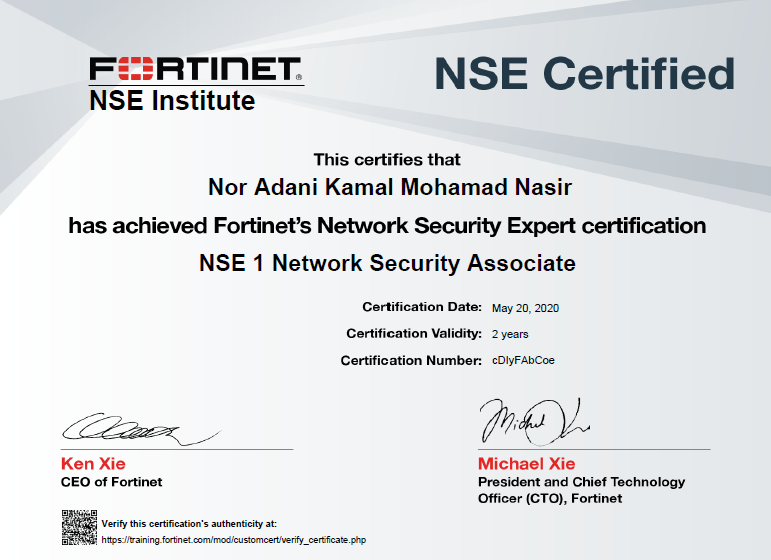 FORTINET®
NSE Institute
NSE Certified
This certifies that
Nor Adani Kamal Mohamad Nasir
has achieved Fortinet's Network Security Expert certification
NSE 1 Network Security Associate
Certification Date: May 20, 2020
Certification Validity: 2 years
Certification Number: cDIyFAbCoe
Ken Xie
CEO of Fortinet
Michael Xie
President and Chief Technology
Officer (CTO), Fortinet
Verify this certification's authenticity at:
https://training.fortinet.com/mod/customcert/verify_certificate.php